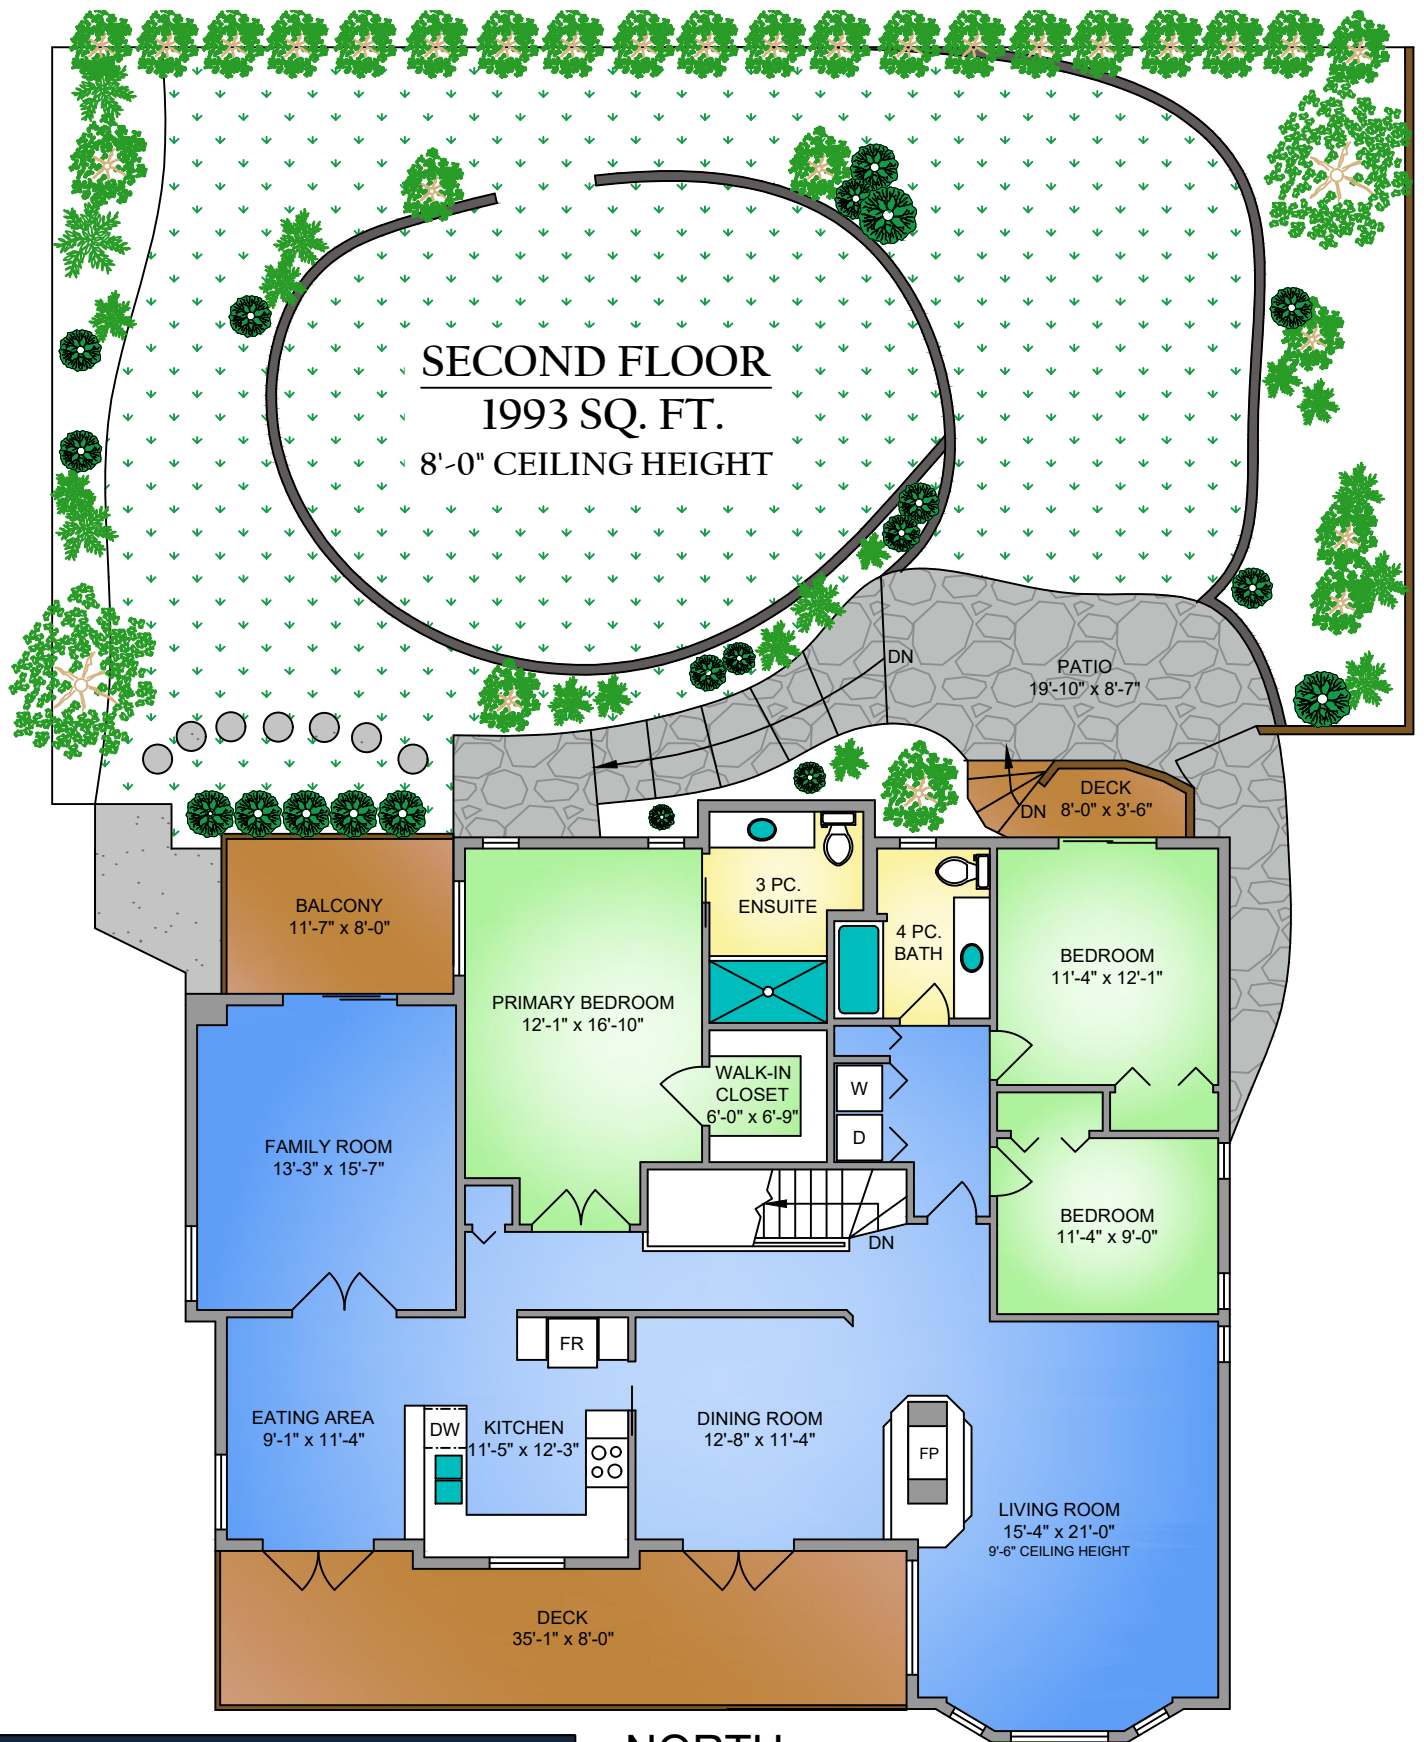 SECOND FLOOR
1993 SQ. FT.
8'-0" CEILING HEIGHT
DN
PATIO
19'-10" x 8'-7"
DECK
8'-0" x 3'-6"
DN
BALCONY
11'-7" x 8'-0"
3 PC.
ENSUITE
4 PC.
BATH
BEDROOM
11'-4" x 12'-1"
PRIMARY BEDROOM
12'-1" x 16'-10"
WALK-IN
CLOSET
6'-0" x 6'-9"
W
D
FAMILY ROOM
13'-3" x 15'-7"
BEDROOM
11'-4" x 9'-0"
DN
FR
EATING AREA
9'-1" x 11'-4"
DW
KITCHEN
11'-5" x 12'-3"
DINING ROOM
12'-8" x 11'-4"
FP
LIVING ROOM
15'-4" x 21'-0"
9'-6" CEILING HEIGHT
DECK
35'-1" x 8'-0"
NORTH